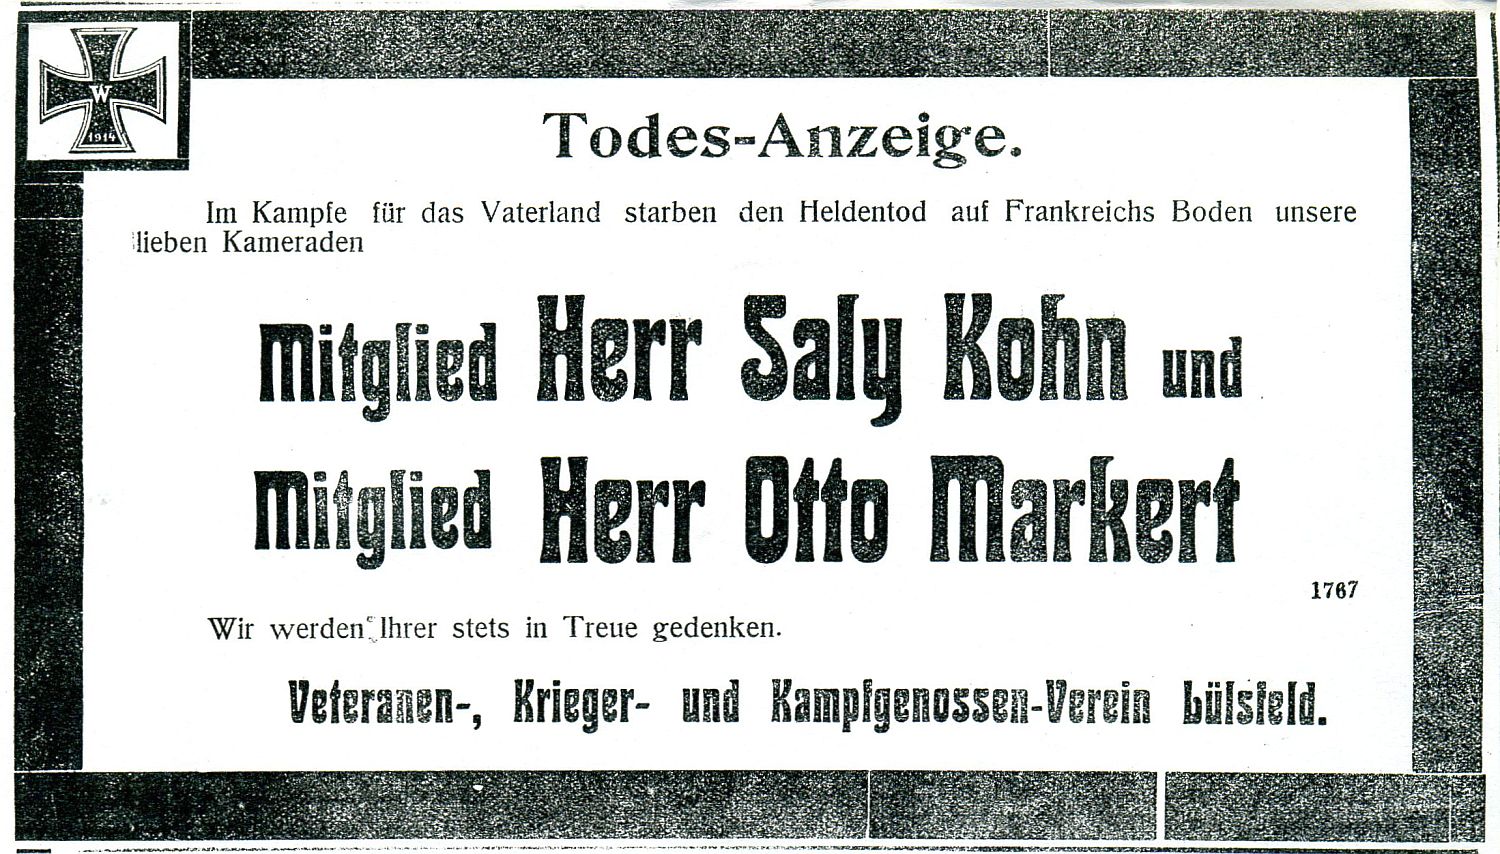 W
1914
Todes-Anzeige.
Im Kampfe für das Vaterland starben den Heldentod auf Frankreichs Boden unsere
lieben Kameraden
Mitglied Herr Saly Kohn und
Mitglied Herr Otto Markert
1767
Wir werden Ihrer stets in Treue gedenken.
Veteranen-, Krieger- und Kampfgenossen-Verein Lülsfeld.